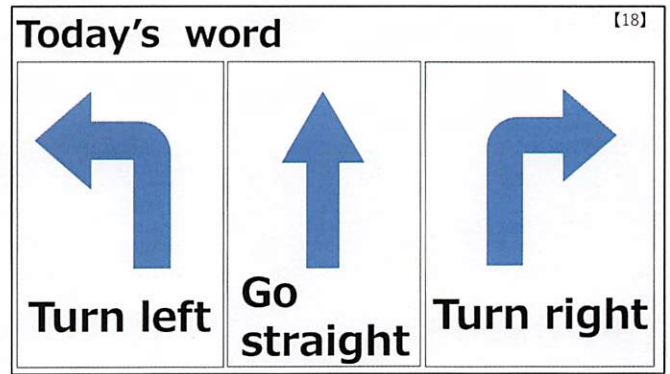 Today's word
【18】
Turn left
Go
straight
Turn right